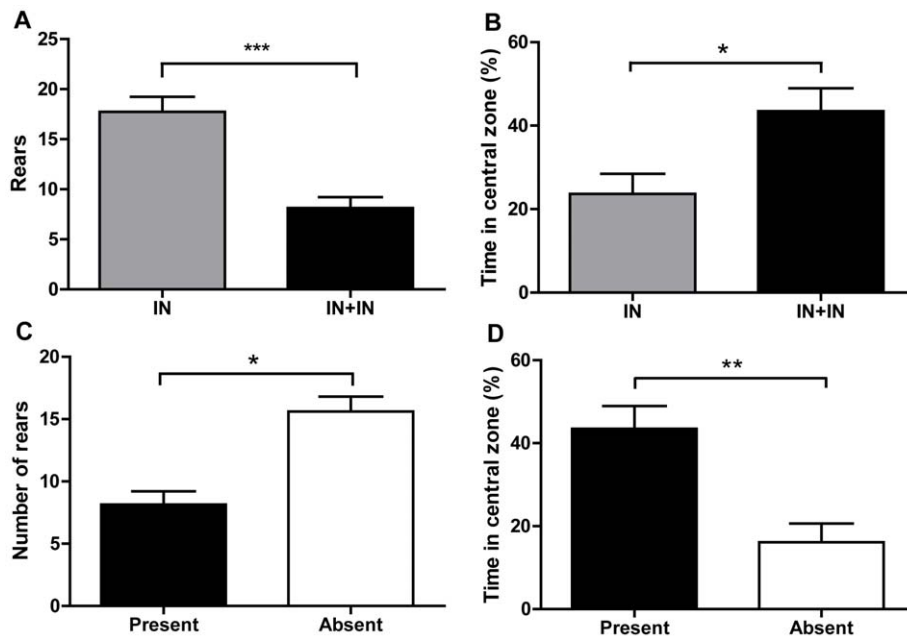 A
Rears
25
20
15
10
5
0
***
IN
IN+IN
B
Time in central zone (%)
60
40
20
0
*
IN
IN+IN
C
Number of rears
20
15
10
5
0
*
Present
Absent
D
Time in central zone (%)
60
40
20
0
**
Present
Absent